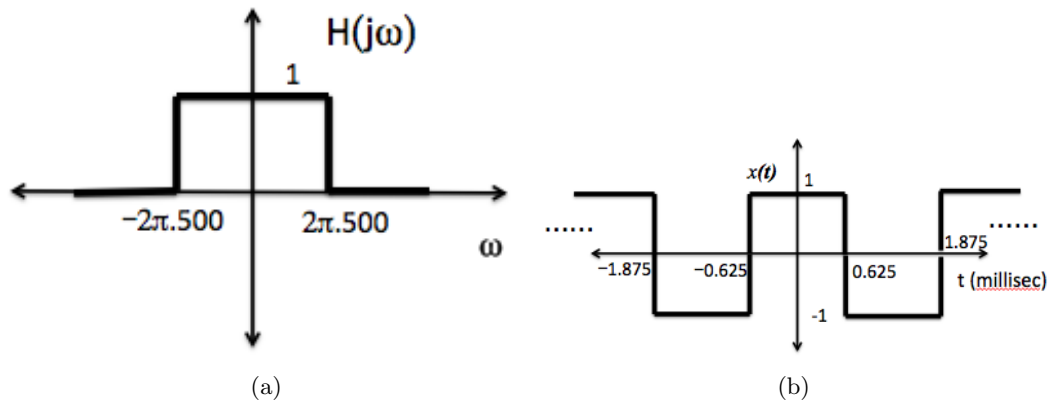 H(jω)
1
−2π.500
2π.500
ω
(a)
x(t)
1
......
......
−1.875
−0.625
0.625
1.875
t (millisec)
-1
(b)